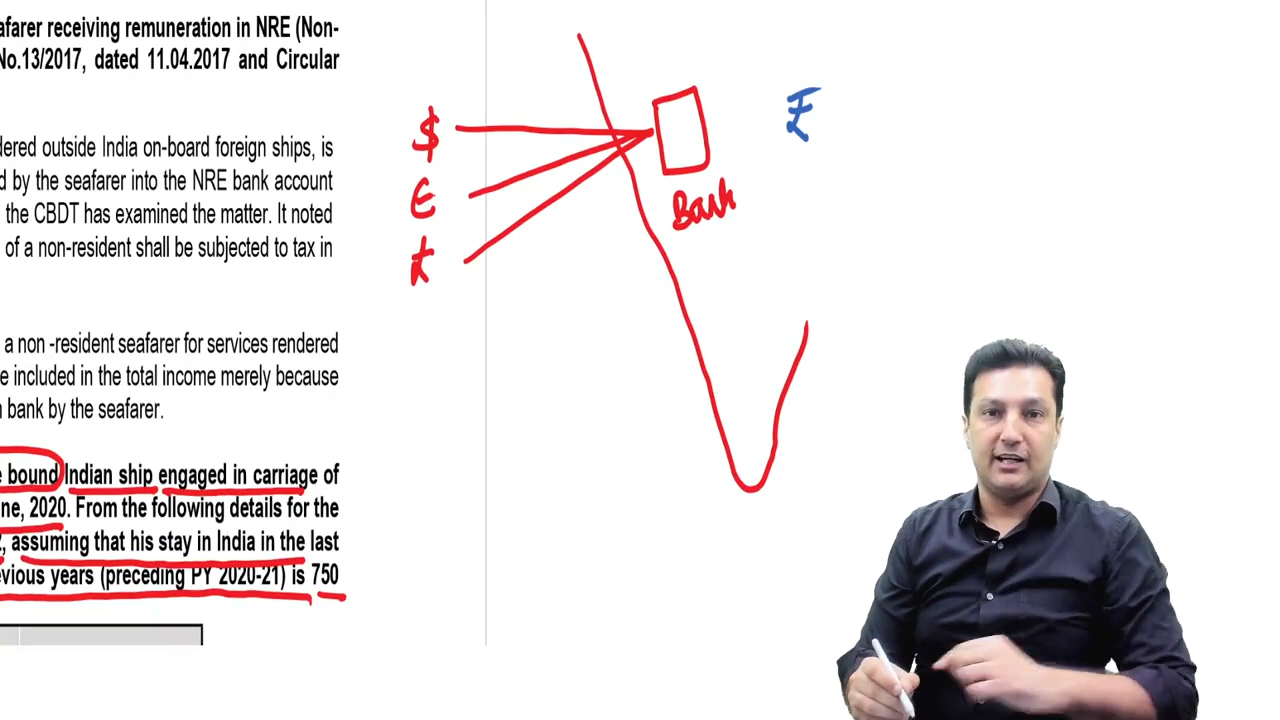 afarer receiving remuneration in NRE (Non-
No.13/2017, dated 11.04.2017 and Circular
dered outside India on-board foreign ships, is
d by the seafarer into the NRE bank account
the CBDT has examined the matter. It noted
of a non-resident shall be subjected to tax in
a non -resident seafarer for services rendered
e included in the total income merely because
n bank by the seafarer.
e bound Indian ship engaged in carriage of
ne, 2020. From the following details for the
, assuming that his stay in India in the last
evious years (preceding PY 2020-21) is 750
$
€
Bank
₹